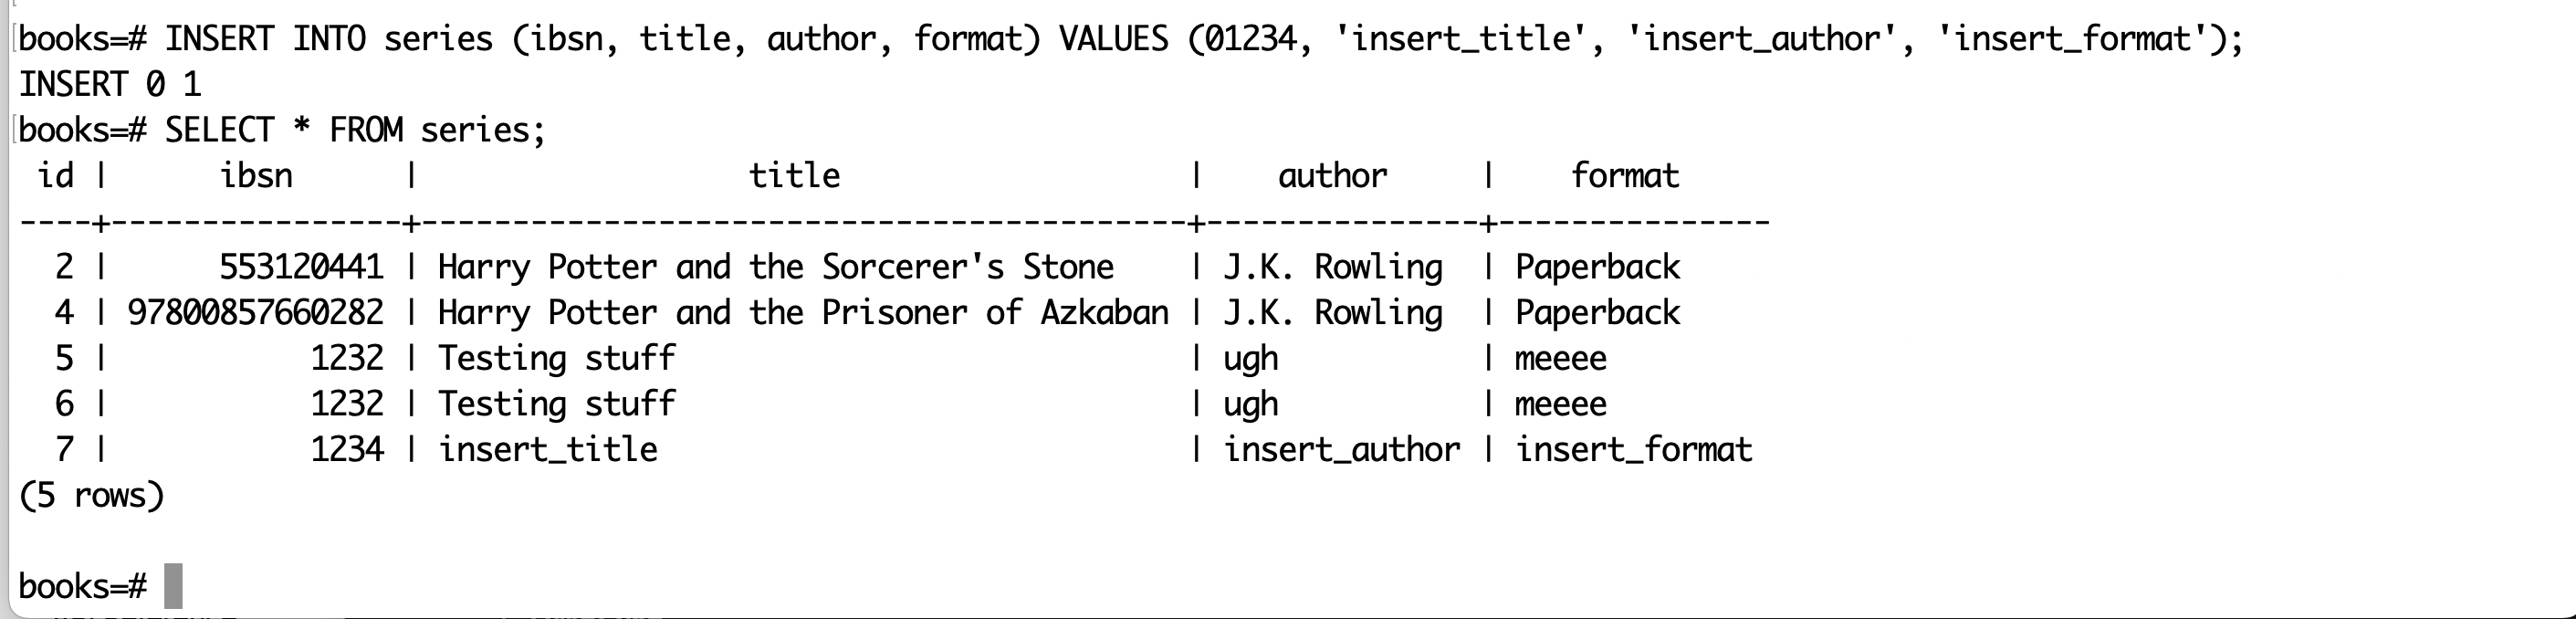 books=# INSERT INTO series (ibsn, title, author, format) VALUES (01234, 'insert_title', 'insert_author', 'insert_format');
INSERT 0 1
books=# SELECT * FROM series;
 id |      ibsn      |                  title                   |    author     |    format
----+----------------+------------------------------------------+---------------+---------------
  2 |      553120441 | Harry Potter and the Sorcerer's Stone    | J.K. Rowling  | Paperback
  4 | 97800857660282 | Harry Potter and the Prisoner of Azkaban | J.K. Rowling  | Paperback
  5 |           1232 | Testing stuff                            | ugh           | meeee
  6 |           1232 | Testing stuff                            | ugh           | meeee
  7 |           1234 | insert_title                             | insert_author | insert_format
(5 rows)
books=#